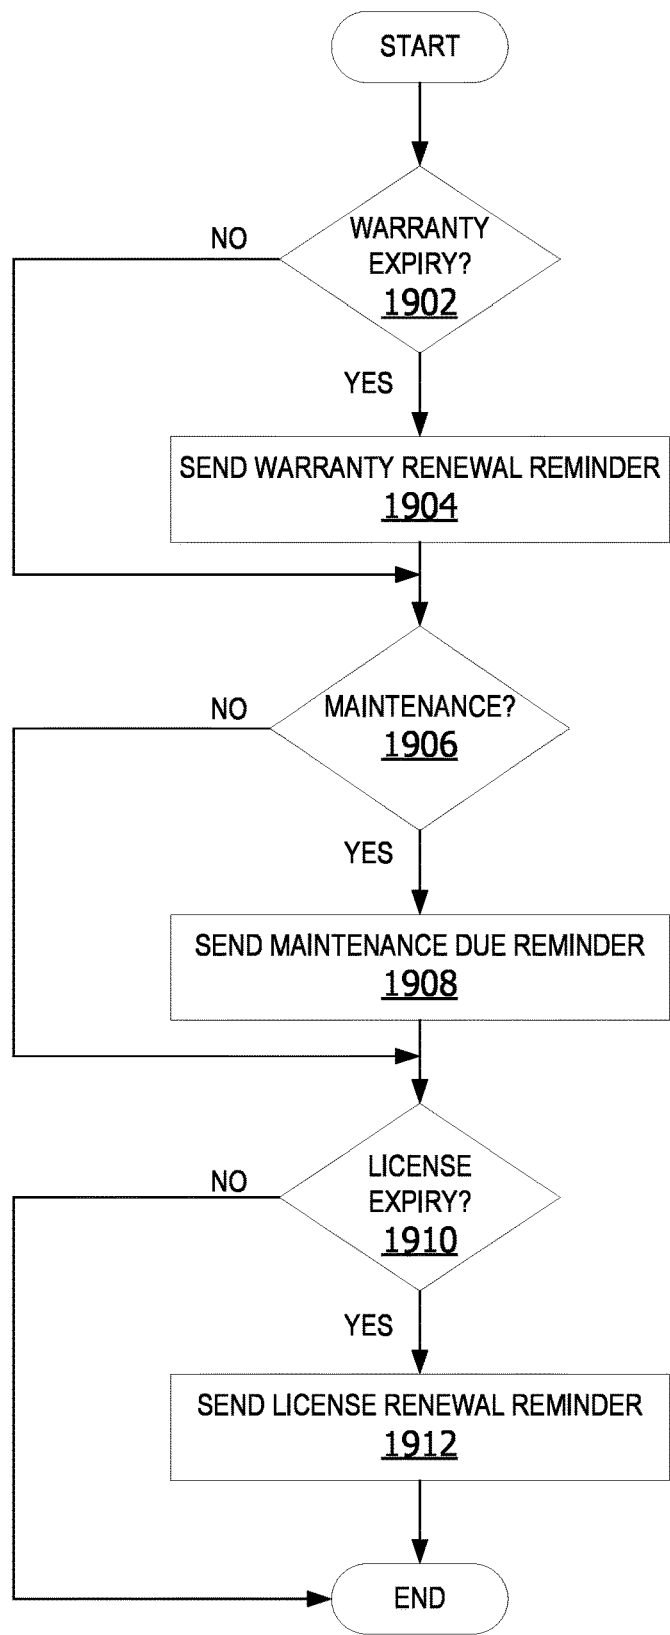 START
WARRANTY
EXPIRY?
1902
NO
YES
SEND WARRANTY RENEWAL REMINDER
1904
MAINTENANCE?
1906
NO
YES
SEND MAINTENANCE DUE REMINDER
1908
LICENSE
EXPIRY?
1910
NO
YES
SEND LICENSE RENEWAL REMINDER
1912
END